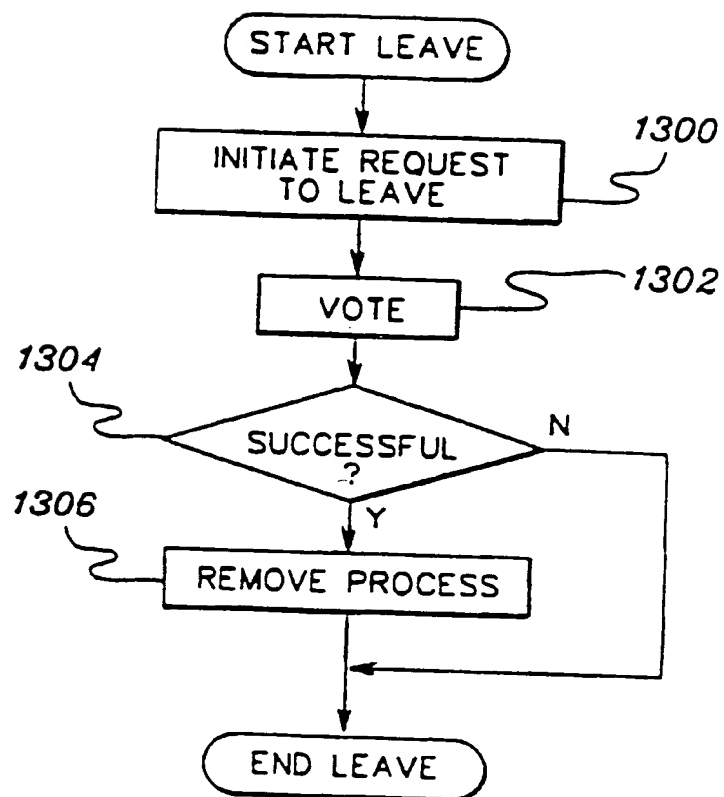 START LEAVE
INITIATE REQUEST
TO LEAVE
1300
VOTE
1302
1304
SUCCESSFUL
?
N
Y
1306
REMOVE PROCESS
END LEAVE